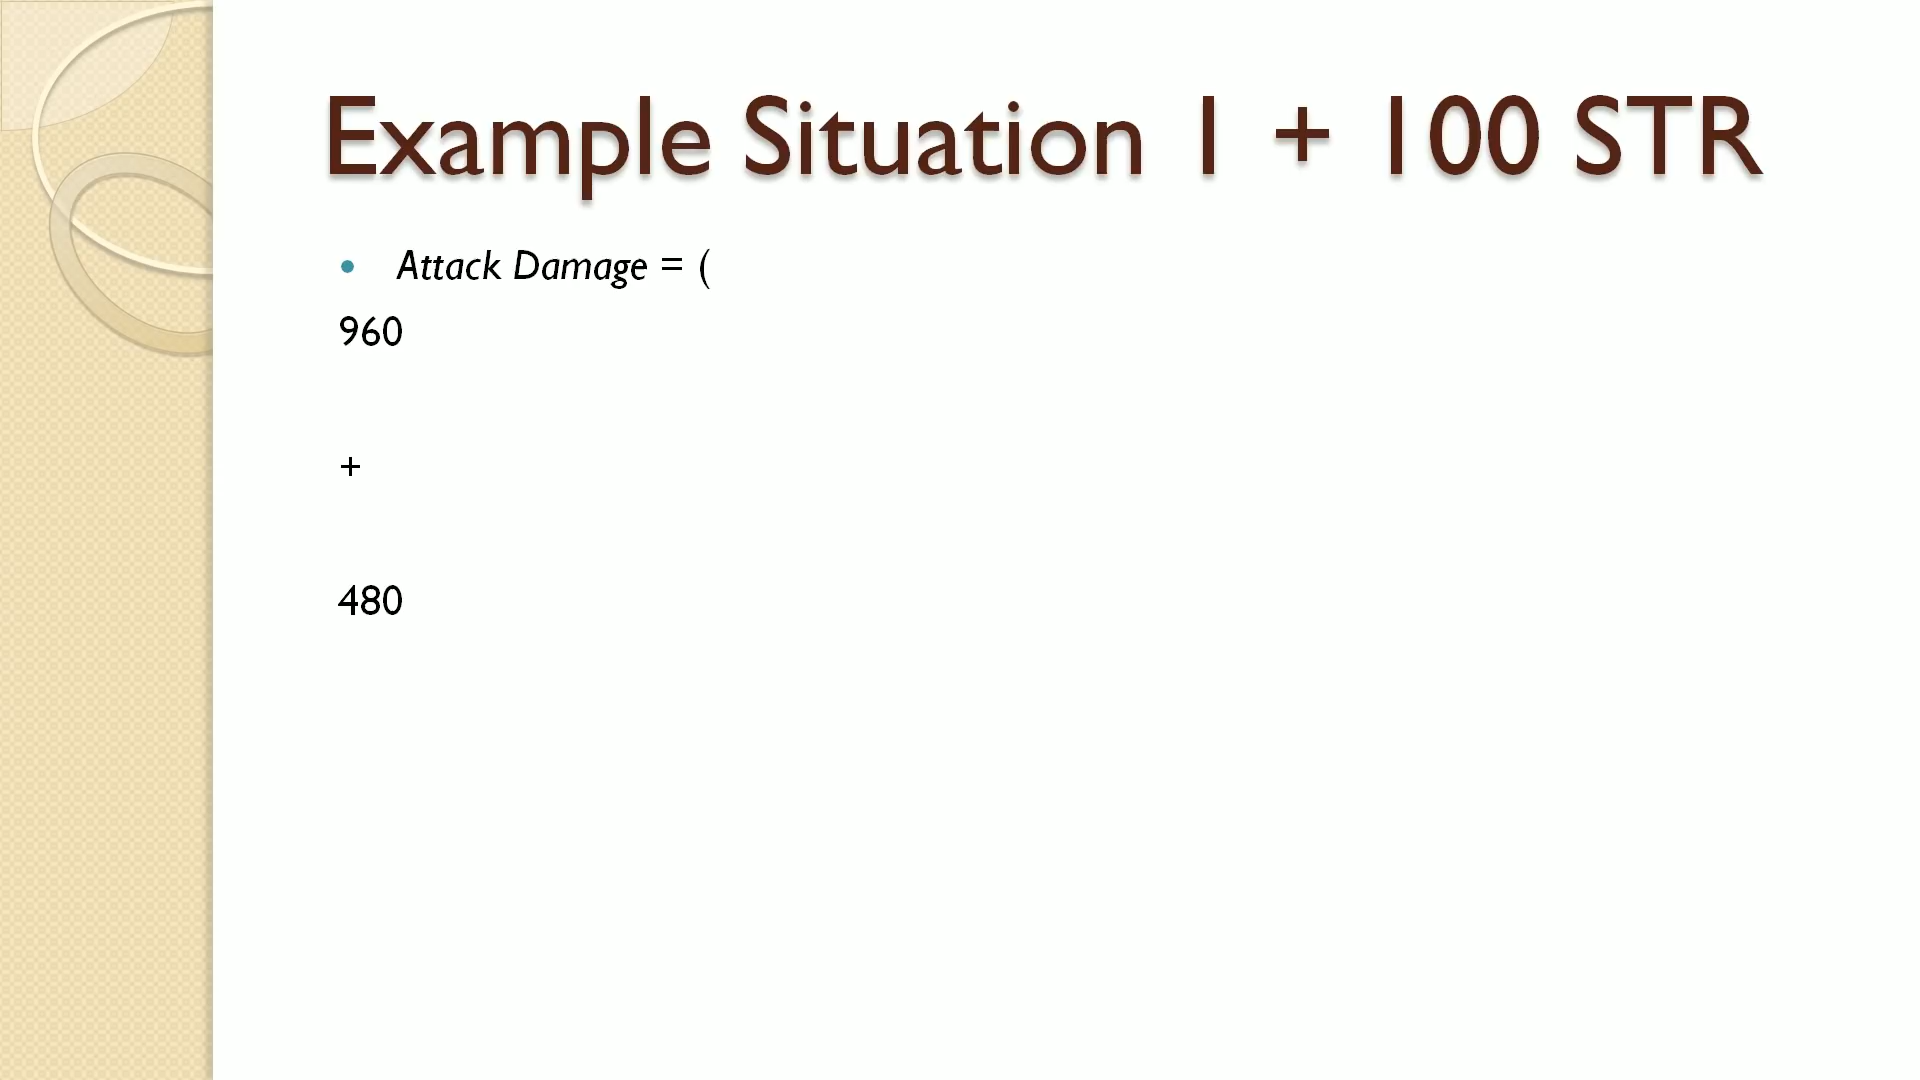 Example Situation 1 + 100 STR
• Attack Damage = (
960
+
480